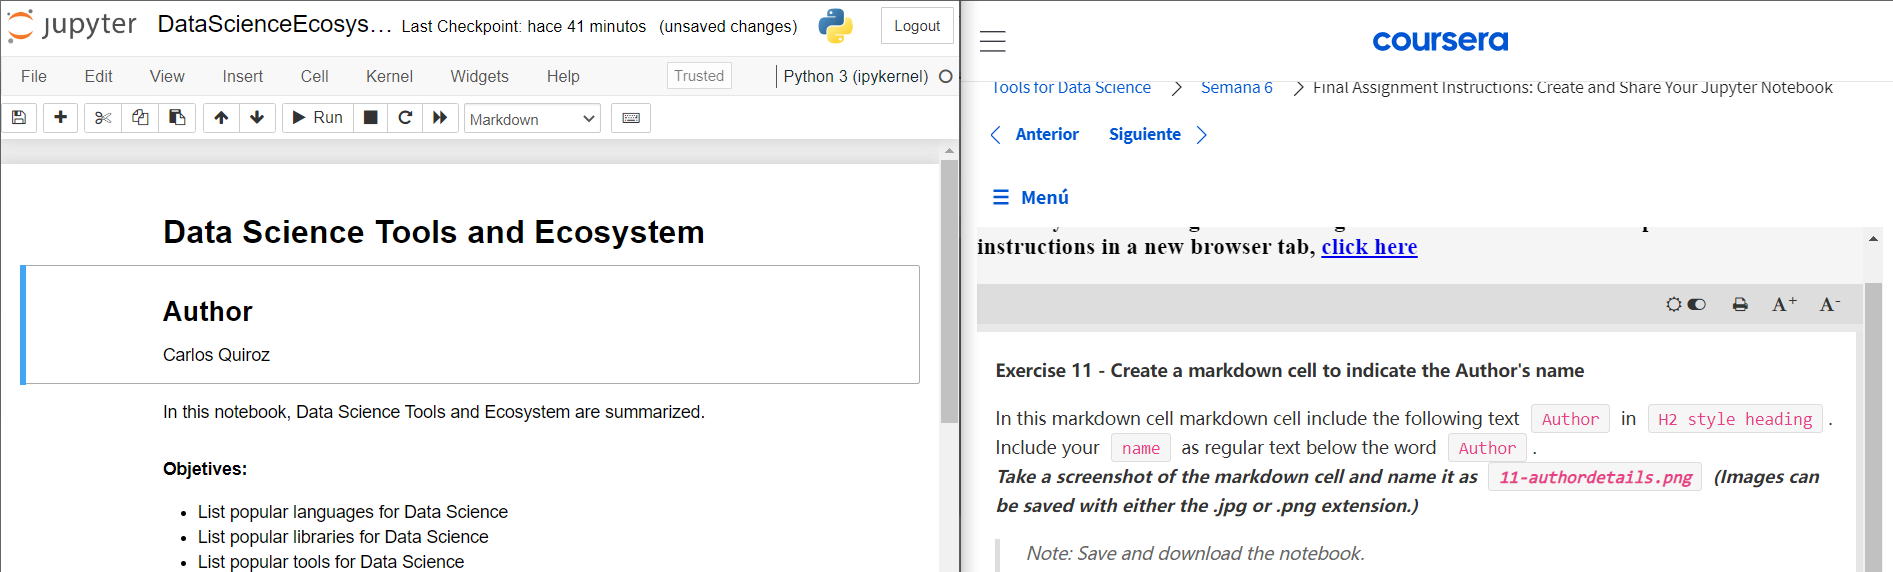 jupyter DataScienceEcosys... Last Checkpoint: hace 41 minutos (unsaved changes) Logout
File Edit View Insert Cell Kernel Widgets Help Trusted Python 3 (ipykernel)
Run Markdown
Data Science Tools and Ecosystem
Author
Carlos Quiroz
In this notebook, Data Science Tools and Ecosystem are summarized.
Objetives:
• List popular languages for Data Science
• List popular libraries for Data Science
• List popular tools for Data Science
coursera
Tools for Data Science > Semana 6 > Final Assignment Instructions: Create and Share Your Jupyter Notebook
< Anterior Siguiente >
Menú
instructions in a new browser tab, click here
A+ A-
Exercise 11 - Create a markdown cell to indicate the Author's name
In this markdown cell markdown cell include the following text Author in H2 style heading .
Include your name as regular text below the word Author .
Take a screenshot of the markdown cell and name it as 11-authordetails.png (Images can
be saved with either the .jpg or .png extension.)
Note: Save and download the notebook.